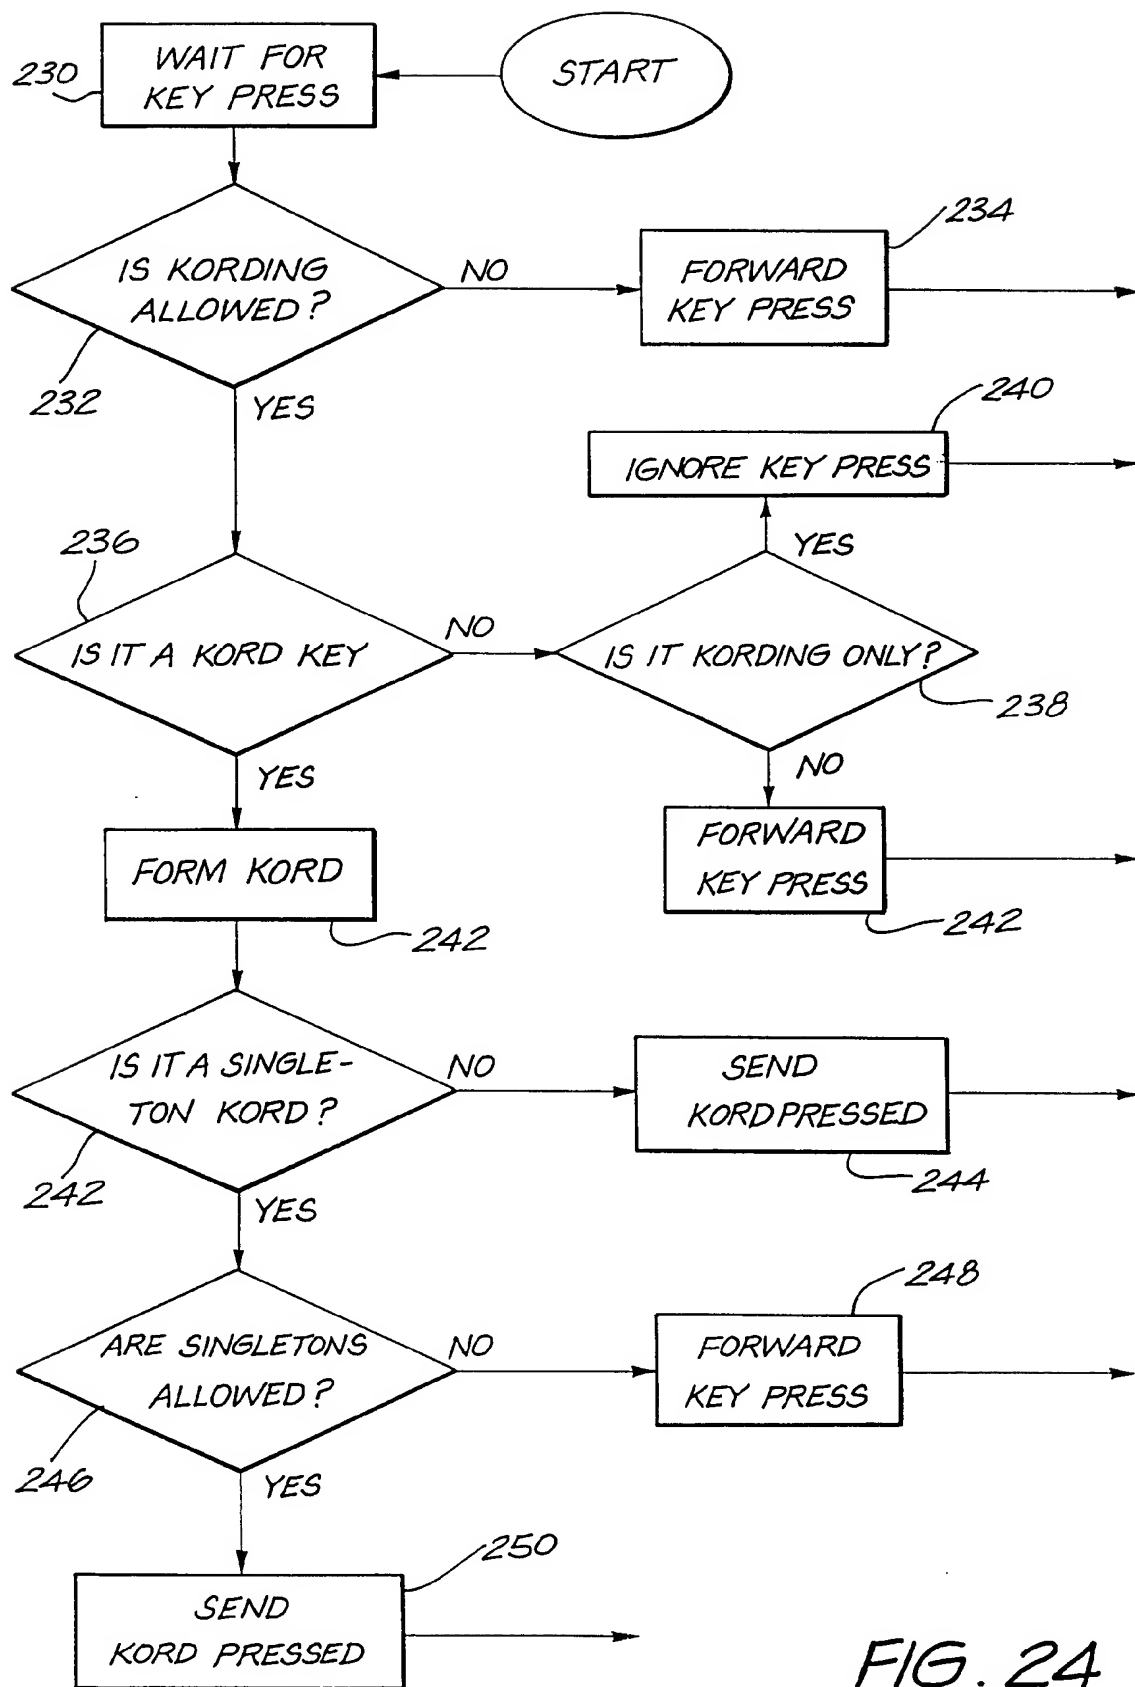 WAIT FOR
KEY PRESS
START
230
IS KORDING
ALLOWED?
232
NO
FORWARD
KEY PRESS
234
YES
240
IGNORE KEY PRESS
YES
236
IS IT A KORD KEY
NO
IS IT KORDING ONLY?
238
YES
NO
FORM KORD
242
FORWARD
KEY PRESS
242
IS IT A SINGLE-
TON KORD?
242
NO
SEND
KORD PRESSED
244
YES
ARE SINGLETONS
ALLOWED?
246
NO
FORWARD
KEY PRESS
248
YES
SEND
KORD PRESSED
250
FIG. 24